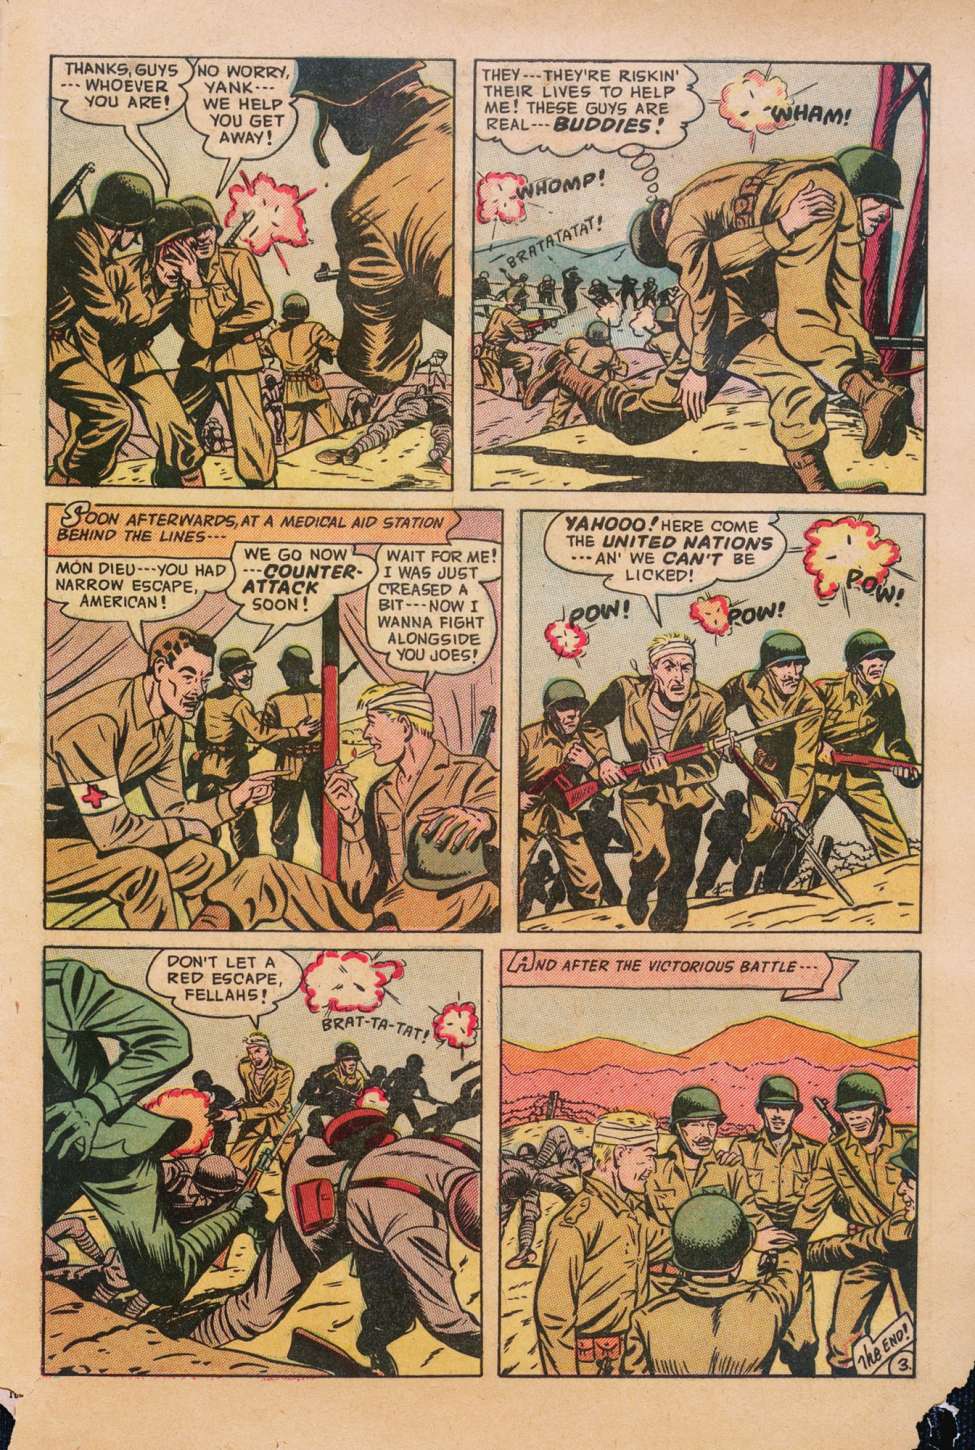 THANKS, GUYS
--- WHOEVER
YOU ARE!
NO WORRY,
YANK---
WE HELP
YOU GET
AWAY!
THEY---THEY'RE RISKIN'
THEIR LIVES TO HELP
ME! THESE GUYS ARE
REAL--- BUDDIES!
WHAM!
WHOMP!
BRATATATAT!
SOON AFTERWARDS, AT A MEDICAL AID STATION
BEHIND THE LINES---
MON DIEU---YOU HAD
NARROW ESCAPE,
AMERICAN!
WE GO NOW
---COUNTER-
ATTACK
SOON!
WAIT FOR ME!
I WAS JUST
CREASED A
BIT---NOW I
WANNA FIGHT
ALONGSIDE
YOU JOES!
YAHOOO! HERE COME
THE UNITED NATIONS
---AN' WE CAN'T BE
LICKED!
POW!
POW!
POW!
DON'T LET A
RED ESCAPE,
FELLAHS!
BRAT-TA-TAT!
AND AFTER THE VICTORIOUS BATTLE---
The END!
3.